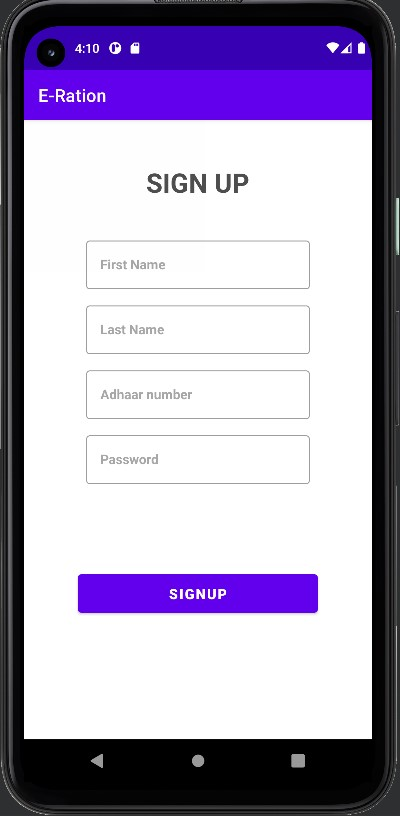 4:10
E-Ration
SIGN UP
First Name
Last Name
Adhaar number
Password
SIGNUP